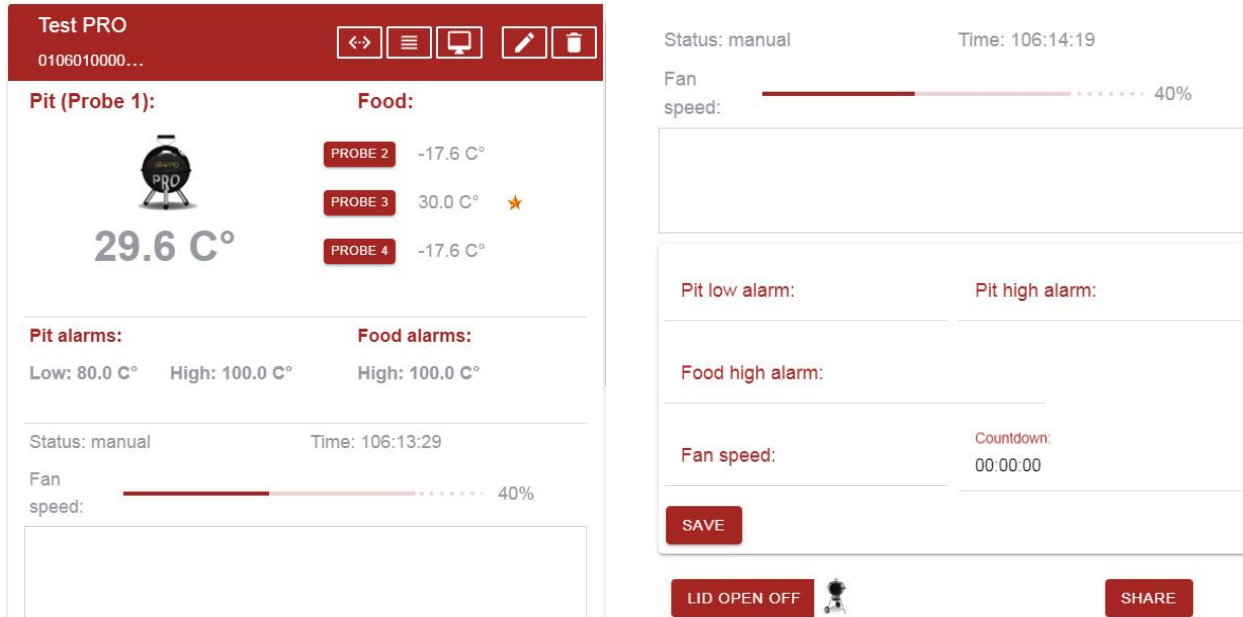 Test PRO
0106010000...
Pit (Probe 1):
Food:
PRO
29.6 C°
PROBE 2 -17.6 C°
PROBE 3 30.0 C°
PROBE 4 -17.6 C°
Pit alarms:
Food alarms:
Low: 80.0 C° High: 100.0 C°
High: 100.0 C°
Status: manual Time: 106:13:29
Fan
speed:
40%
Status: manual Time: 106:14:19
Fan
speed:
40%
Pit low alarm: Pit high alarm:
Food high alarm:
Fan speed:
Countdown:
00:00:00
SAVE
LID OPEN OFF
SHARE